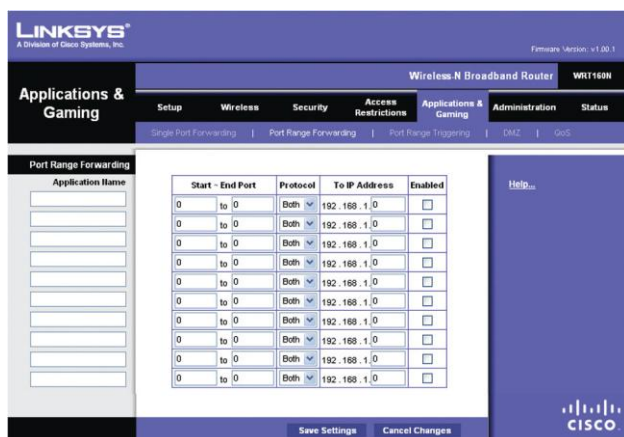 LINKSYS®
A Division of Cisco Systems, Inc.
Firmware Version: v1.00.1
Wireless-N Broadband Router WRT160N
Applications & Gaming
Setup Wireless Security Access Restrictions Applications & Gaming Administration Status
Single Port Forwarding | Port Range Forwarding | Port Range Triggering | DMZ | QoS
Port Range Forwarding
Application Name
Start ~ End Port Protocol To IP Address Enabled
0 to 0 Both 192.168.1.0
0 to 0 Both 192.168.1.0
0 to 0 Both 192.168.1.0
0 to 0 Both 192.168.1.0
0 to 0 Both 192.168.1.0
0 to 0 Both 192.168.1.0
0 to 0 Both 192.168.1.0
0 to 0 Both 192.168.1.0
0 to 0 Both 192.168.1.0
0 to 0 Both 192.168.1.0
Help...
Save Settings Cancel Changes
CISCO